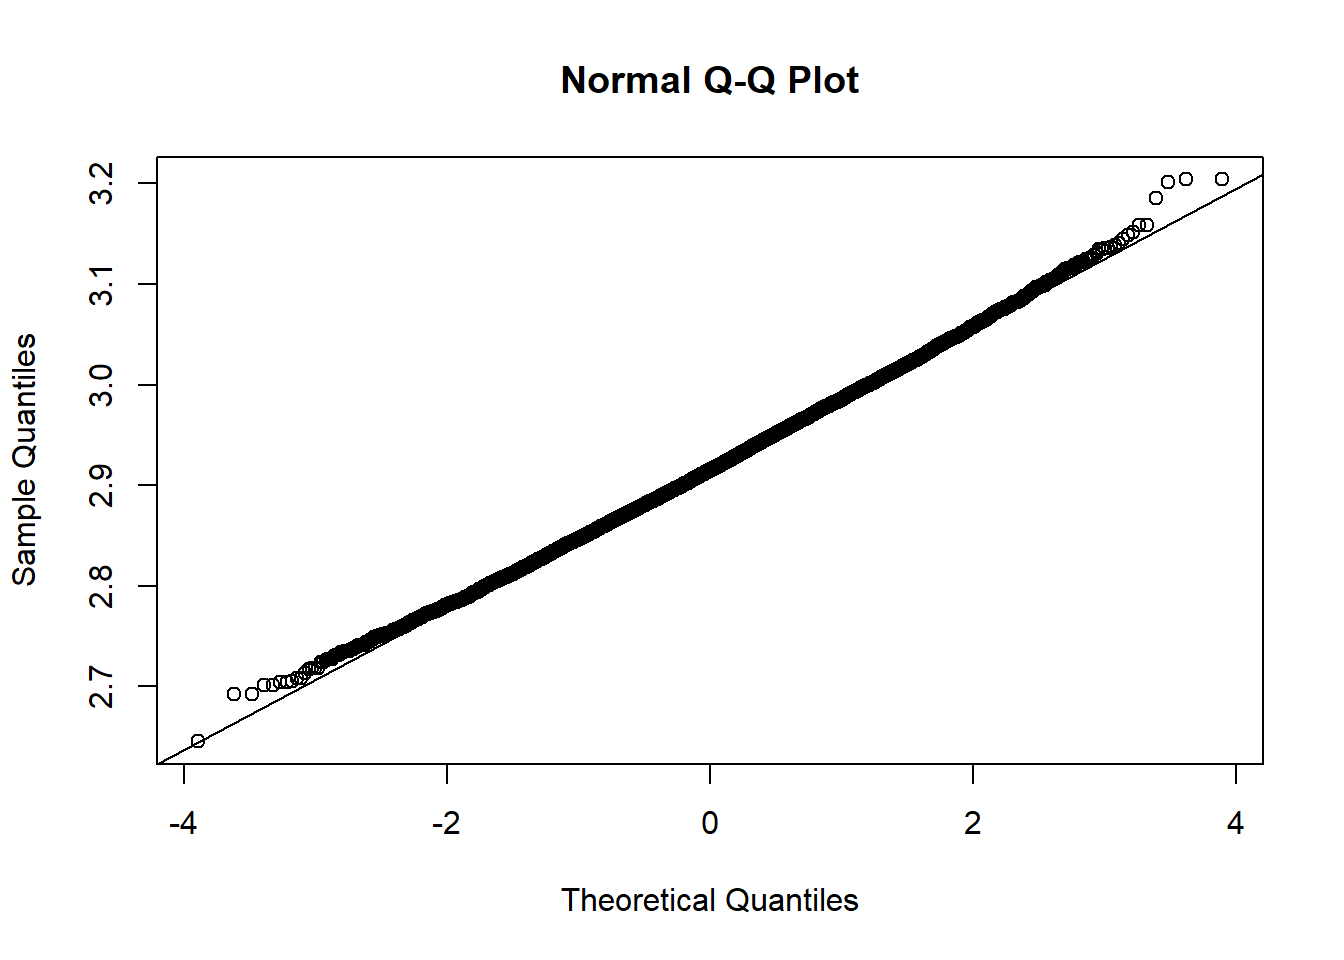 Normal Q-Q Plot
Sample Quantiles
3.2
3.1
3.0
2.9
2.8
2.7
-4 -2 0 2 4
Theoretical Quantiles